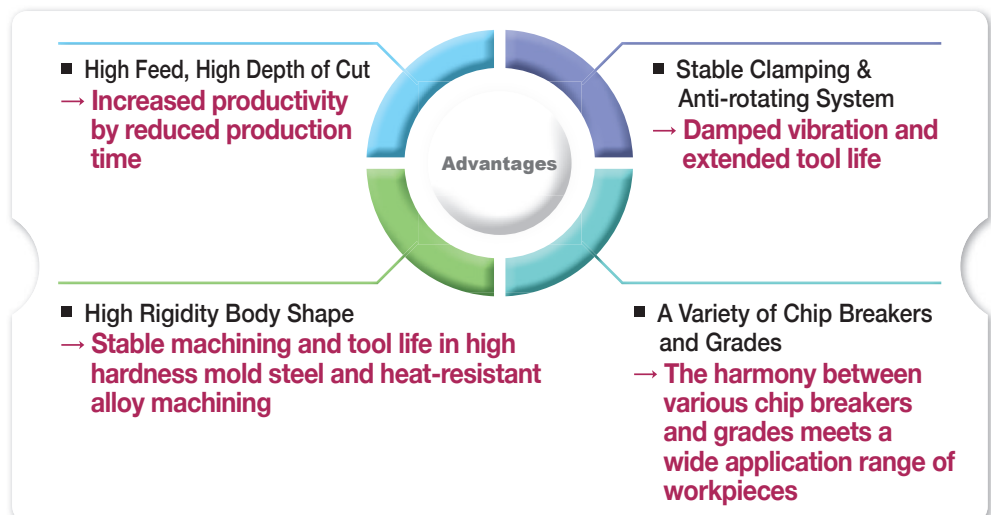 ■ High Feed, High Depth of Cut
→ Increased productivity
by reduced production
time
■ Stable Clamping &
Anti-rotating System
→ Damped vibration and
extended tool life
Advantages
■ High Rigidity Body Shape
→ Stable machining and tool life in high
hardness mold steel and heat-resistant
alloy machining
■ A Variety of Chip Breakers
and Grades
→ The harmony between
various chip breakers
and grades meets a
wide application range of
workpieces